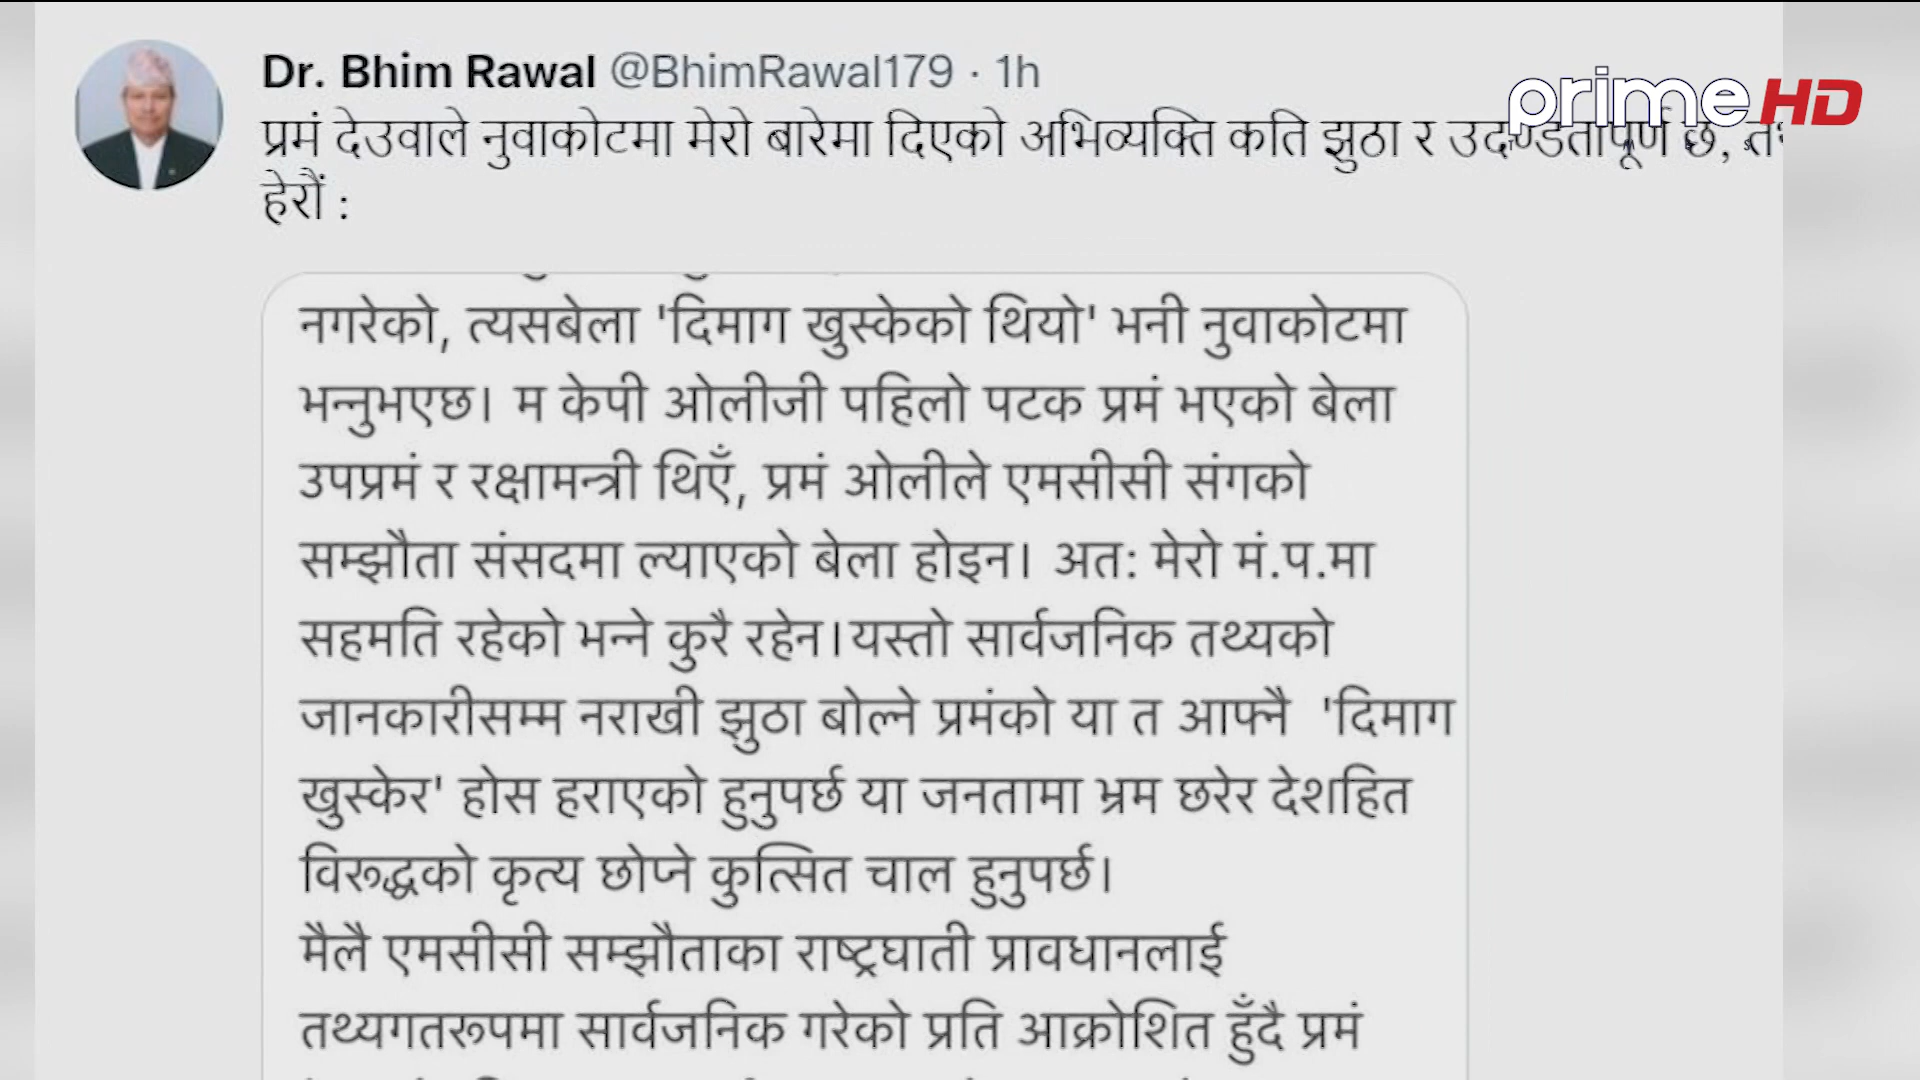 Dr. Bhim Rawal @BhimRawal179 · 1h
prime HD
प्रमं देउवाले नुवाकोटमा मेरो बारेमा दिएको अभिव्यक्ति कति झुठा र उदण्डतापूर्ण छ,
हेरौं :
नगरेको, त्यसबेला 'दिमाग खुस्केको थियो' भनी नुवाकोटमा
भन्नुभएछ। म केपी ओलीजी पहिलो पटक प्रमं भएको बेला
उपप्रमं र रक्षामन्त्री थिएँ, प्रमं ओलीले एमसीसी संगको
सम्झौता संसदमा ल्याएको बेला होइन। अत: मेरो मं.प.मा
सहमति रहेको भन्ने कुरै रहेन।यस्तो सार्वजनिक तथ्यको
जानकारीसम्म नराखी झुठा बोल्ने प्रमंको या त आफ्नै 'दिमाग
खुस्केर' होस हराएको हुनुपर्छ या जनतामा भ्रम छरेर देशहित
विरूद्धको कृत्य छोप्ने कुत्सित चाल हुनुपर्छ।
मैलै एमसीसी सम्झौताका राष्ट्रघाती प्रावधानलाई
तथ्यगतरूपमा सार्वजनिक गरेको प्रति आक्रोशित हुँदै प्रमं